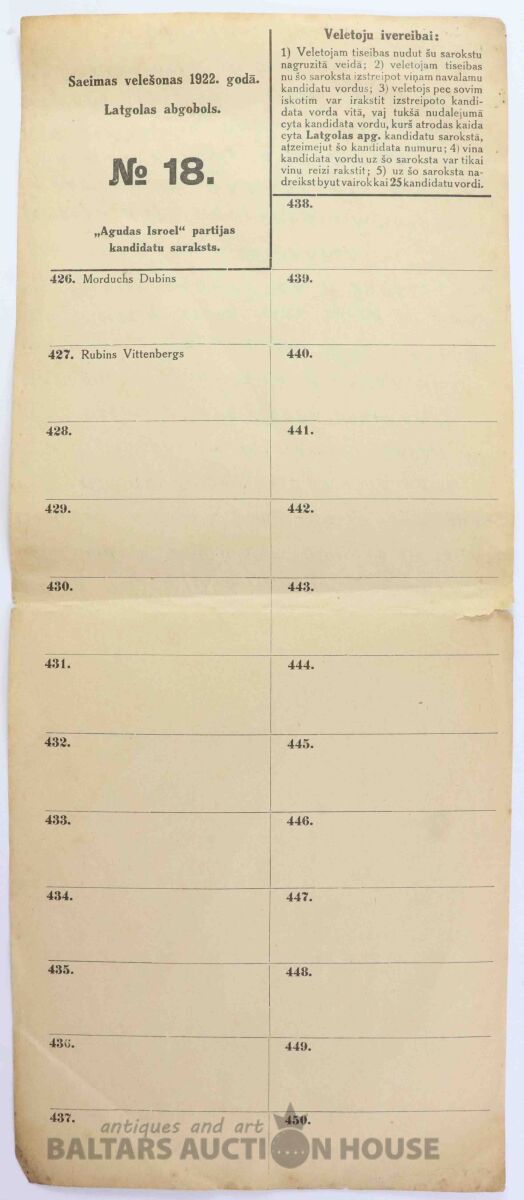 Saeimas velešonas 1922. godā.
Latgolas abgobols.
№ 18.
„Agudas Isroel“ partijas
kandidatu saraksts.
Veletoju ivereibai:
1) Veletojam tiseibas nudut šu sarokstu
nagruzitā veidā; 2) veletojam tiseibas
nu šo saroksta izstreipot viņam navalamu
kandidatu vordus; 3) veletojs pec sovim
iskotim var irakstit izstreipoto kandi-
data vorda vitā, vaj tukšā nudalejumā
cyta kandidata vordu, kurš atrodas kaida
cyta Latgolas apg. kandidatu sarokstā,
atzeimejut šo kandidata numuru; 4) vina
kandidata vordu uz šo saroksta var tikai
vinu reizi rakstit; 5) uz šo saroksta na-
dreikst byut vairok kai 25 kandidatu vordi.
426. Morduchs Dubins
427. Rubins Vittenbergs
428.
429.
430.
431.
432.
433.
434.
435.
436.
437.
438.
439.
440.
441.
442.
443.
444.
445.
446.
447.
448.
449.
450.
antiques and art
BALTARS AUCTION HOUSE